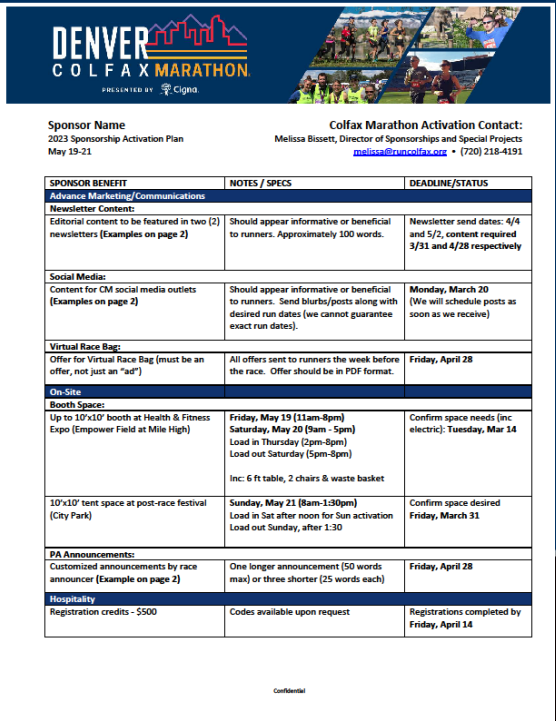 DENVER
COLFAX MARATHON
PRESENTED BY Cigna.
Sponsor Name
2023 Sponsorship Activation Plan
May 19-21
Colfax Marathon Activation Contact:
Melissa Bissett, Director of Sponsorships and Special Projects
melissa@runcolfax.org • (720) 218-4191
SPONSOR BENEFIT NOTES / SPECS DEADLINE/STATUS
Advance Marketing/Communications
Newsletter Content:
Editorial content to be featured in two (2)
newsletters (Examples on page 2)
Should appear informative or beneficial
to runners. Approximately 100 words.
Newsletter send dates: 4/4
and 5/2, content required
3/31 and 4/28 respectively
Social Media:
Content for CM social media outlets
(Examples on page 2)
Should appear informative or beneficial
to runners. Send blurbs/posts along with
desired run dates (we cannot guarantee
exact run dates).
Monday, March 20
(We will schedule posts as
soon as we receive)
Virtual Race Bag:
Offer for Virtual Race Bag (must be an
offer, not just an “ad”)
All offers sent to runners the week before
the race. Offer should be in PDF format.
Friday, April 28
On-Site
Booth Space:
Up to 10'x10' booth at Health & Fitness
Expo (Empower Field at Mile High)
Friday, May 19 (11am-8pm)
Saturday, May 20 (9am - 5pm)
Load in Thursday (2pm-8pm)
Load out Saturday (5pm-8pm)
Inc: 6 ft table, 2 chairs & waste basket
Confirm space needs (inc
electric): Tuesday, Mar 14
10'x10' tent space at post-race festival
(City Park)
Sunday, May 21 (8am-1:30pm)
Load in Sat after noon for Sun activation
Load out Sunday, after 1:30
Confirm space desired
Friday, March 31
PA Announcements:
Customized announcements by race
announcer (Example on page 2)
One longer announcement (50 words
max) or three shorter (25 words each)
Friday, April 28
Hospitality
Registration credits - $500
Codes available upon request
Registrations completed by
Friday, April 14
Confidential